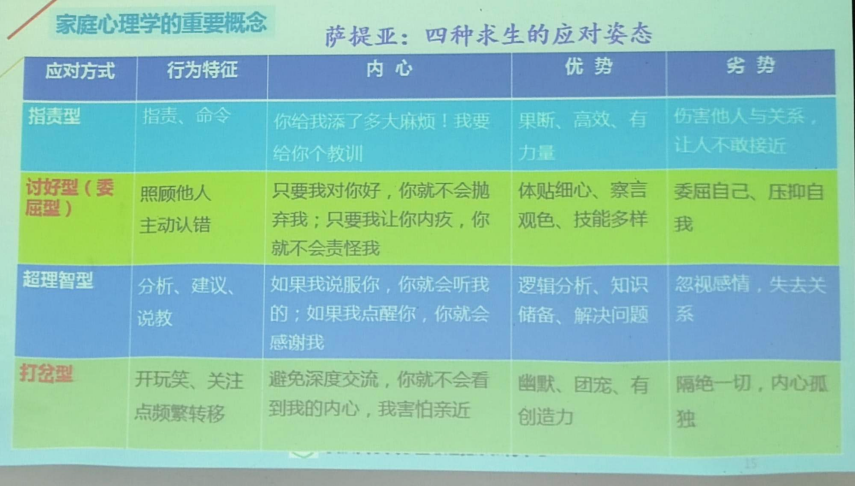 家庭心理学的重要概念
萨提亚：四种求生的应对姿态
应对方式 行为特征 内 心 优 势 劣 势
指责型
指责、命令
你给我添了多大麻烦！我要
给你个教训
果断、高效、有
力量
伤害他人与关系，
让人不敢接近
讨好型（委
屈型）
照顾他人
主动认错
只要我对你好，你就不会抛
弃我；只要我让你内疚，你
就不会责怪我
体贴细心、察言
观色、技能多样
委屈自己、压抑自
我
超理智型
分析、建议、
说教
如果我说服你，你就会听我
的；如果我点醒你，你就会
感谢我
逻辑分析、知识
储备、解决问题
忽视感情，失去关
系
打岔型
开玩笑、关注
点频繁转移
避免深度交流，你就不会看
到我的内心，我害怕亲近
幽默、团宠、有
创造力
隔绝一切，内心孤
独
15